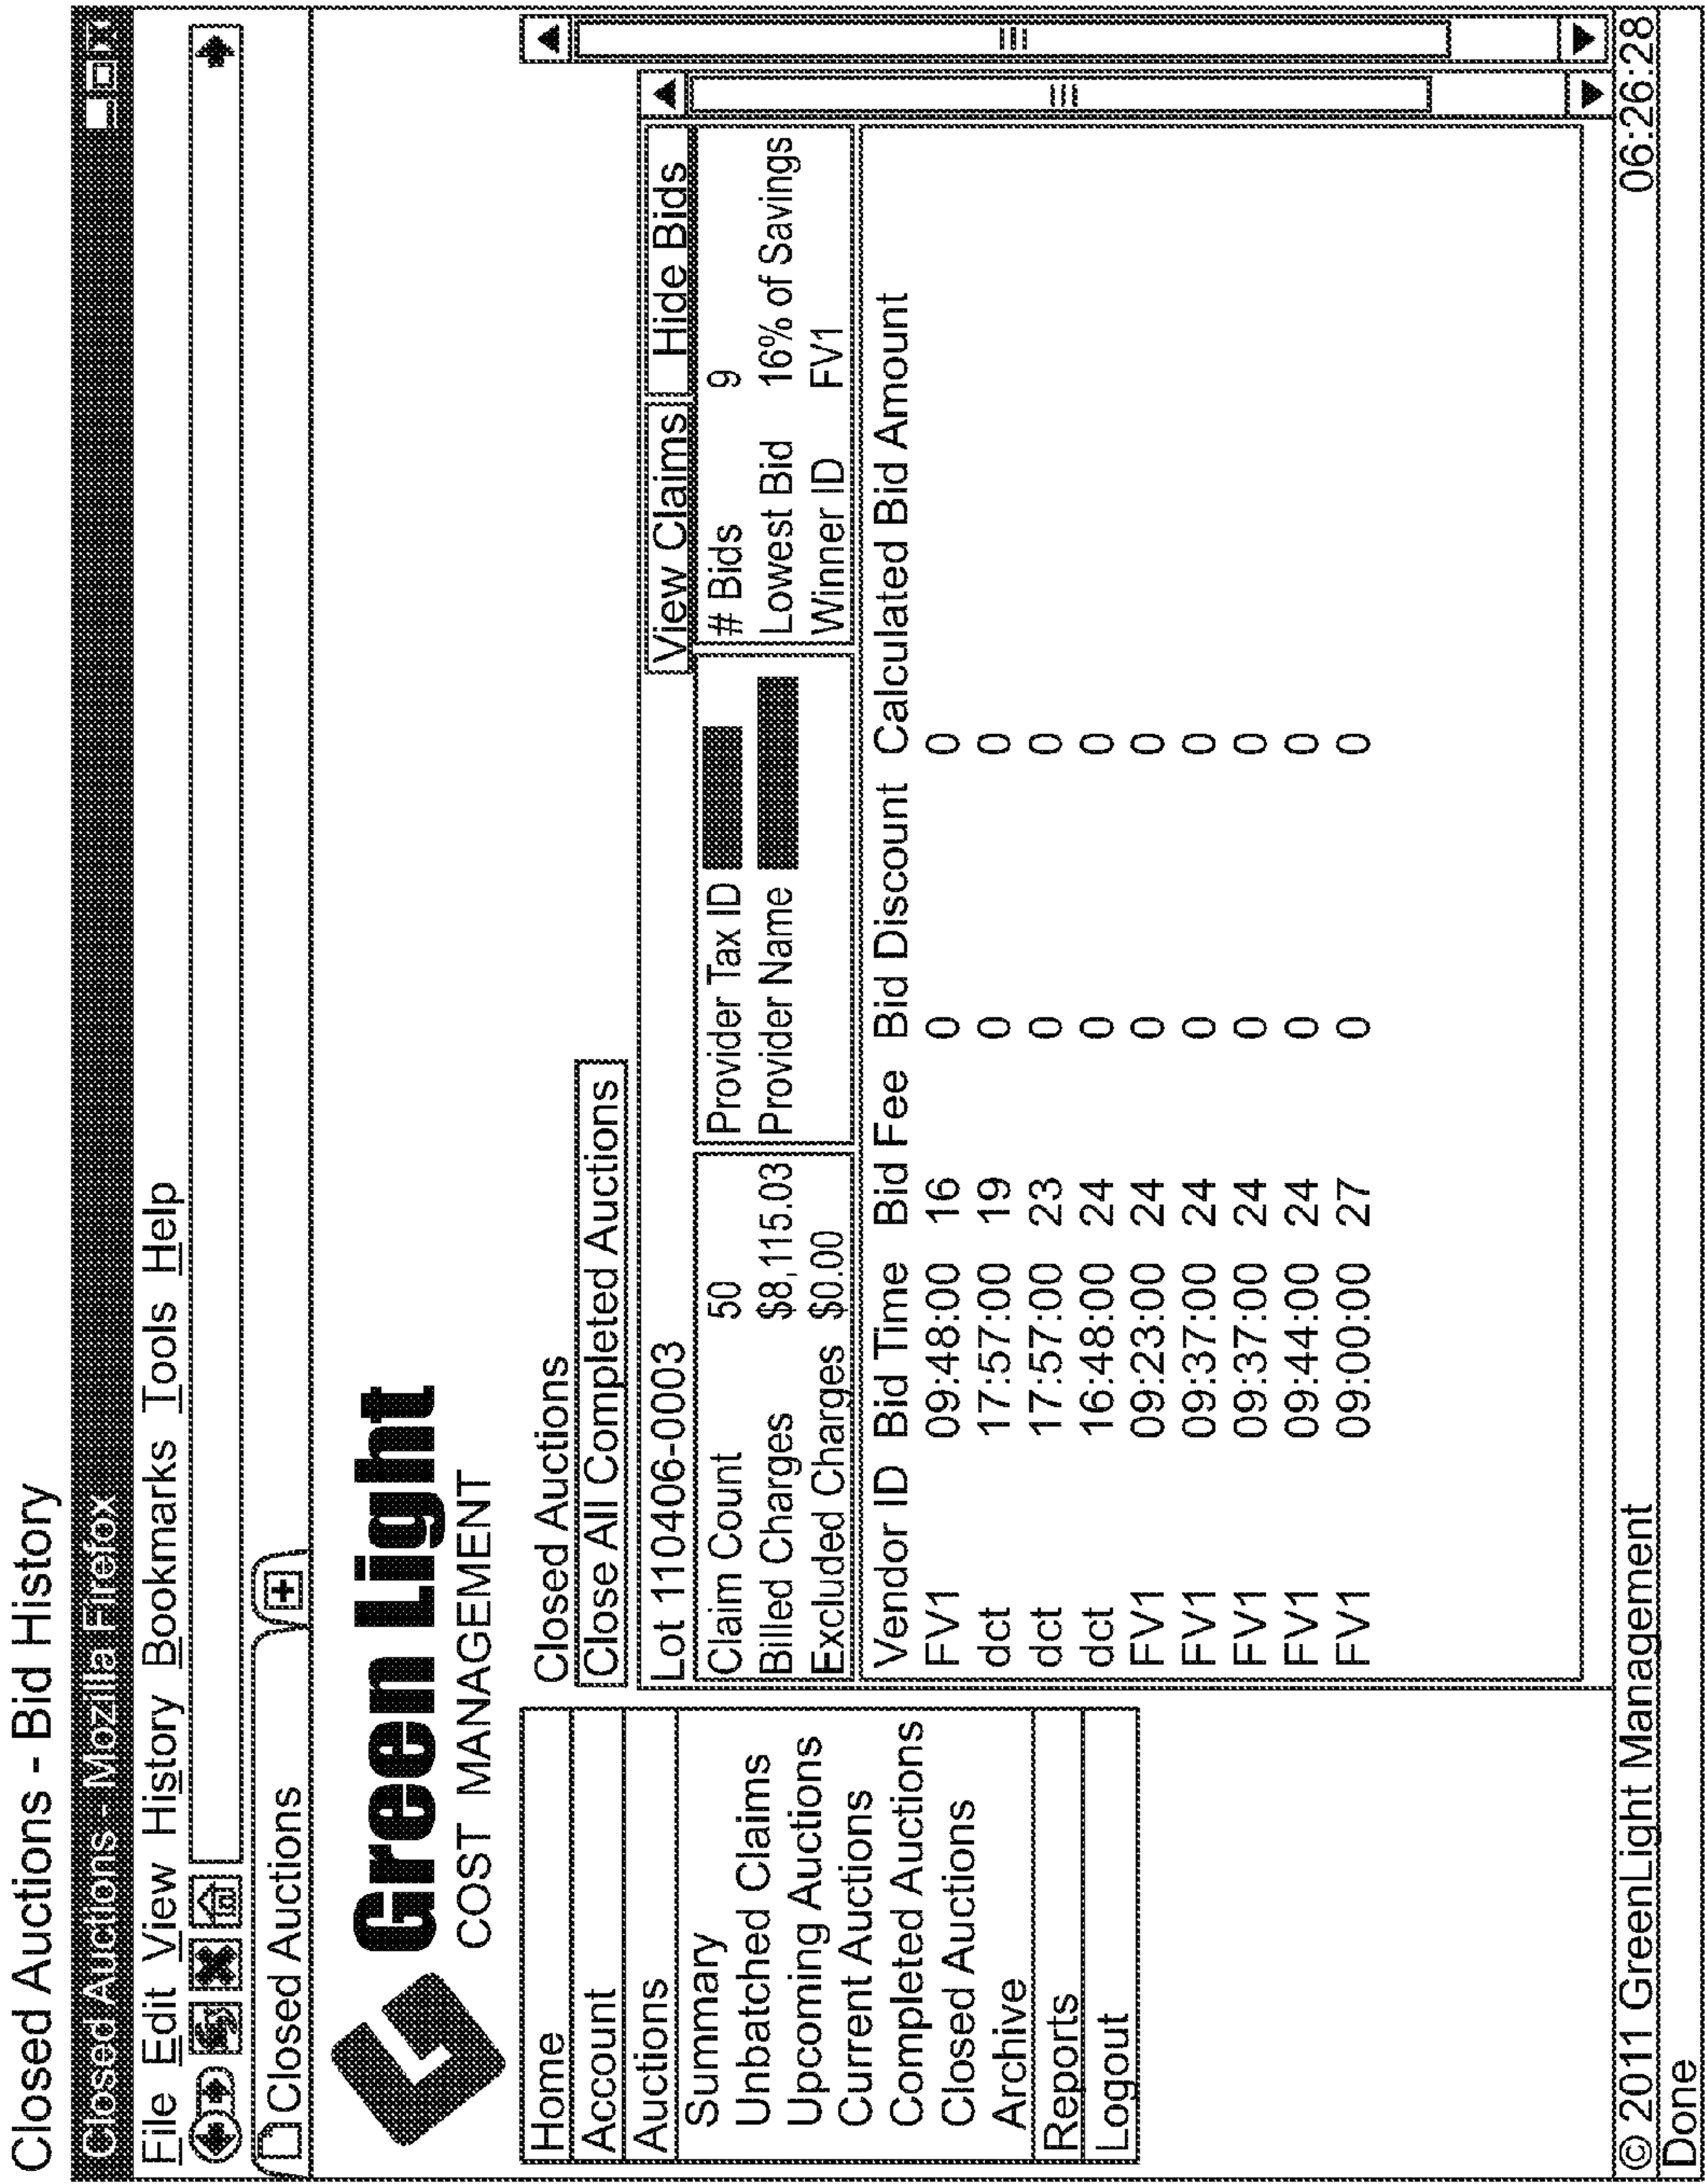 Closed Auctions - Bid History
Closed Auctions - Mozilla Firefox
File Edit View History Bookmarks Tools Help
Closed Auctions
Green Light
COST MANAGEMENT
Home
Account
Auctions
Summary
Unbatched Claims
Upcoming Auctions
Current Auctions
Completed Auctions
Closed Auctions
Archive
Reports
Logout
Closed Auctions
Close All Completed Auctions
Lot 110406-0003 View Claims Hide Bids
Claim Count 50 Provider Tax ID # Bids 9
Billed Charges $8,115.03 Provider Name Lowest Bid 16% of Savings
Excluded Charges $0.00 Winner ID FV1
Vendor ID Bid Time Bid Fee Bid Discount Calculated Bid Amount
FV1 09:48:00 16 0 0
dct 17:57:00 19 0 0
dct 17:57:00 23 0 0
dct 16:48:00 24 0 0
FV1 09:23:00 24 0 0
FV1 09:37:00 24 0 0
FV1 09:37:00 24 0 0
FV1 09:44:00 24 0 0
FV1 09:00:00 27 0 0
© 2011 GreenLight Management 06:26:28
Done